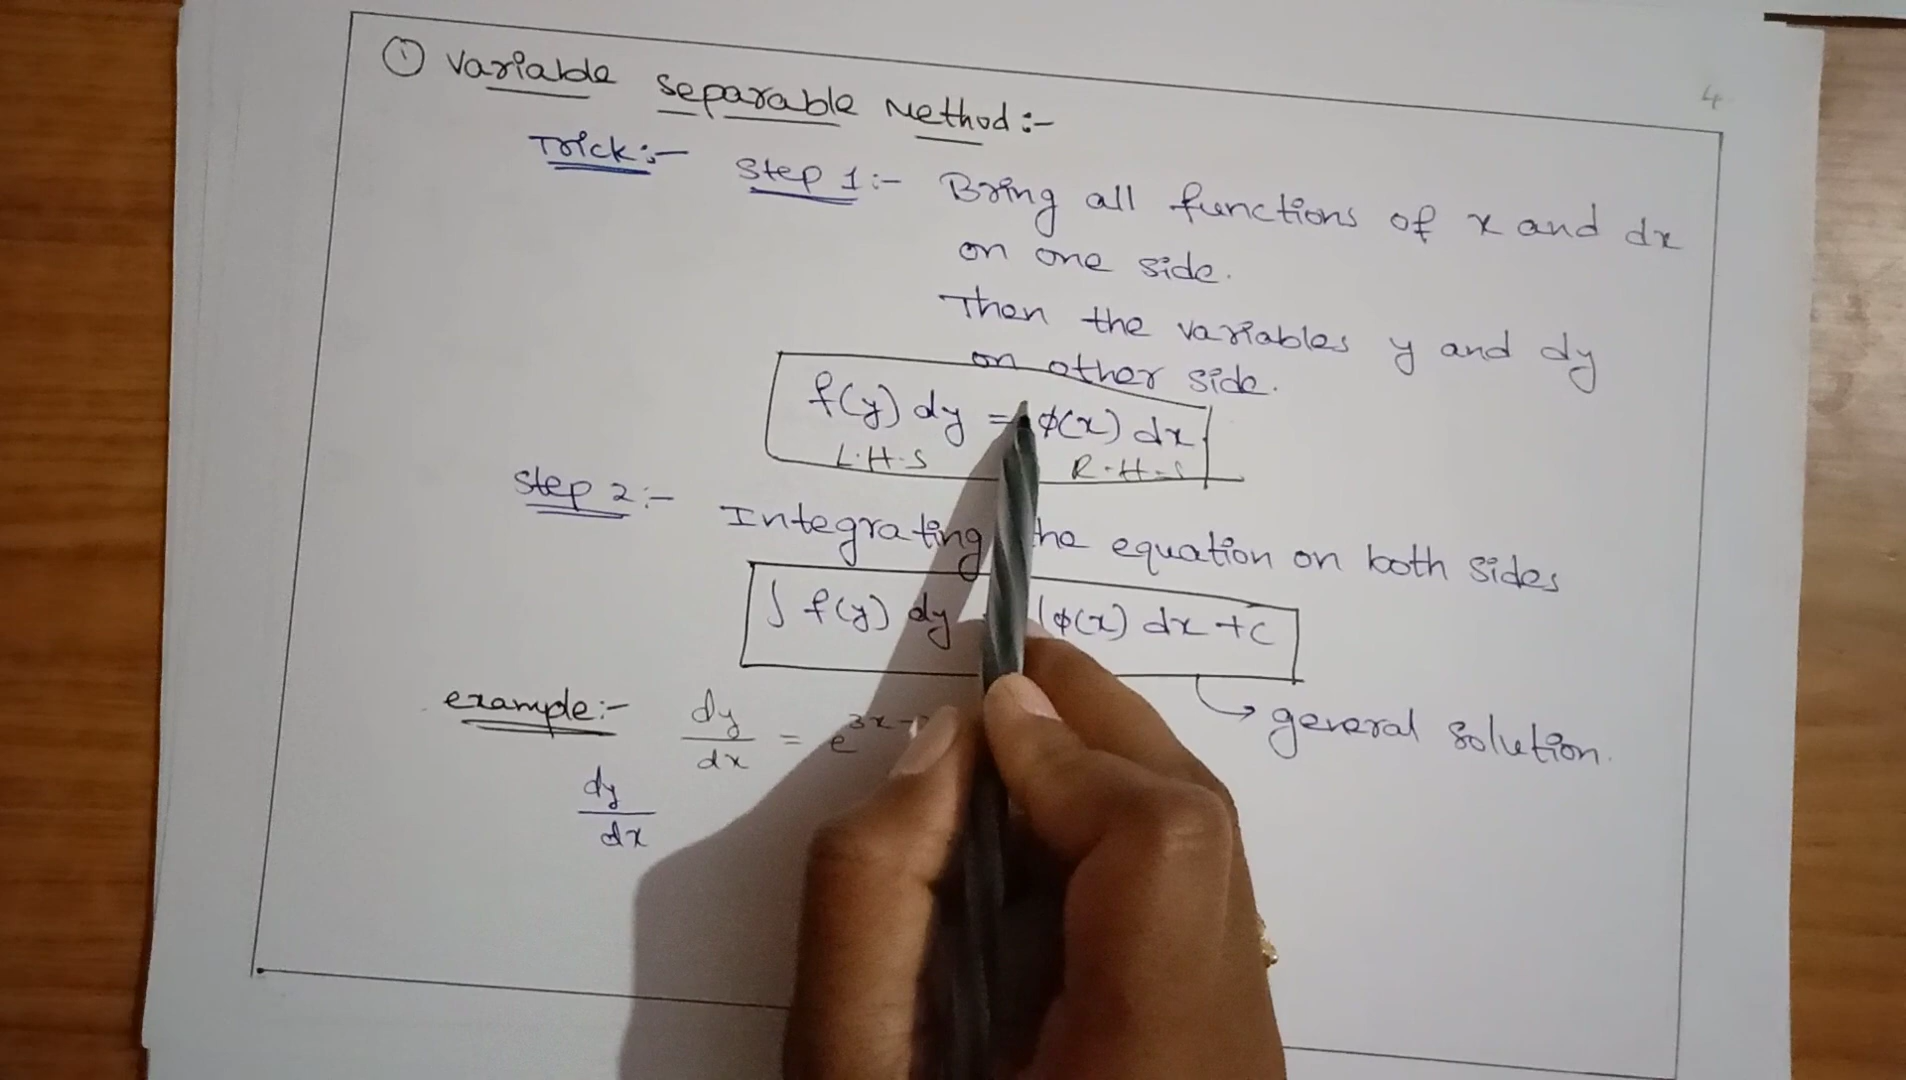 ① Variable Separable Method:-
4
Trick:- Step 1:- Bring all functions of x and dx
on one side.
Then the variables y and dy
on other side.
f(y) dy = φ(x) dx
L.H.S R.H.S
Step 2:- Integrating the equation on both sides
∫ f(y) dy ∫φ(x) dx +C
general solution.
example:- dy/dx = e^3x-
dy/dx